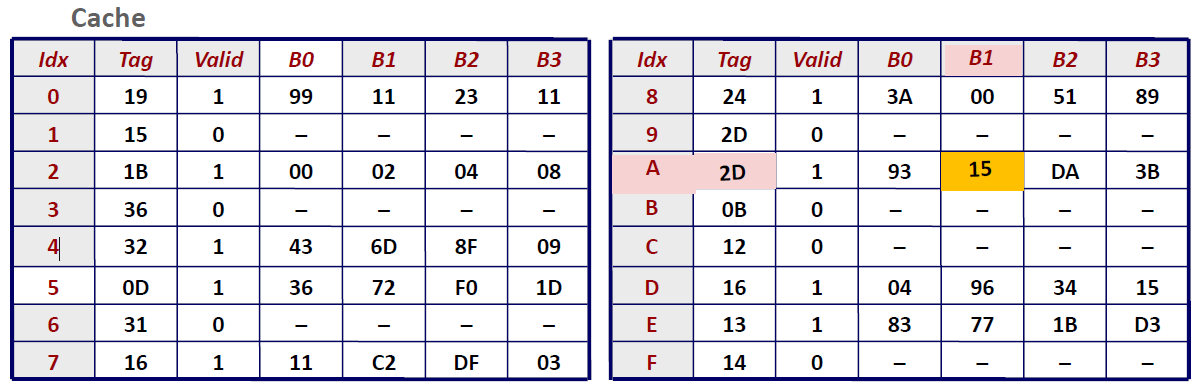 Cache
Idx Tag Valid B0 B1 B2 B3
0 19 1 99 11 23 11
1 15 0 – – – –
2 1B 1 00 02 04 08
3 36 0 – – – –
4 32 1 43 6D 8F 09
5 0D 1 36 72 F0 1D
6 31 0 – – – –
7 16 1 11 C2 DF 03
Idx Tag Valid B0 B1 B2 B3
8 24 1 3A 00 51 89
9 2D 0 – – – –
A 2D 1 93 15 DA 3B
B 0B 0 – – – –
C 12 0 – – – –
D 16 1 04 96 34 15
E 13 1 83 77 1B D3
F 14 0 – – – –